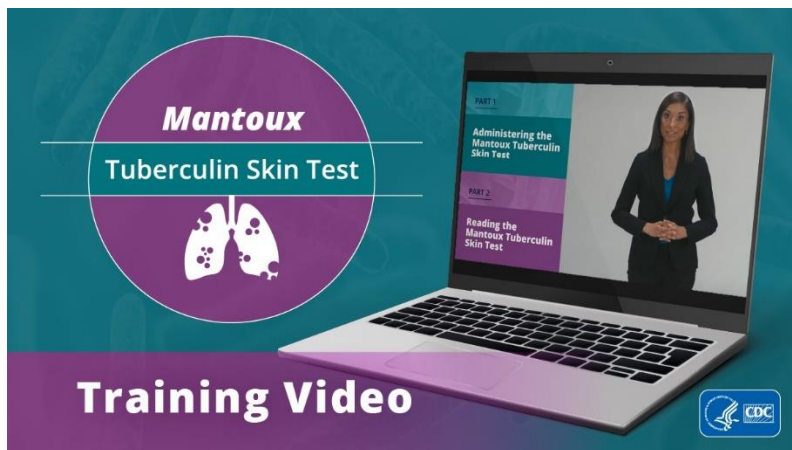 Mantoux
Tuberculin Skin Test
PART 1
Administering the
Mantoux Tuberculin
Skin Test
PART 2
Reading the
Mantoux Tuberculin
Skin Test
Training Video
CDC